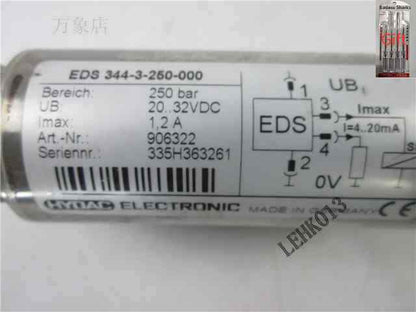 万象店
EDS 344-3-250-000
Bereich: 250 bar
UB: 20..32VDC
Imax: 1,2 A
Art.-Nr.: 906322
Seriennr.: 335H363261
HYDAC ELECTRONIC MADE IN GERMANY CE
1
UB
3
Imax
EDS
I=4..20mA
4
2
0V
LEHK013
Gift